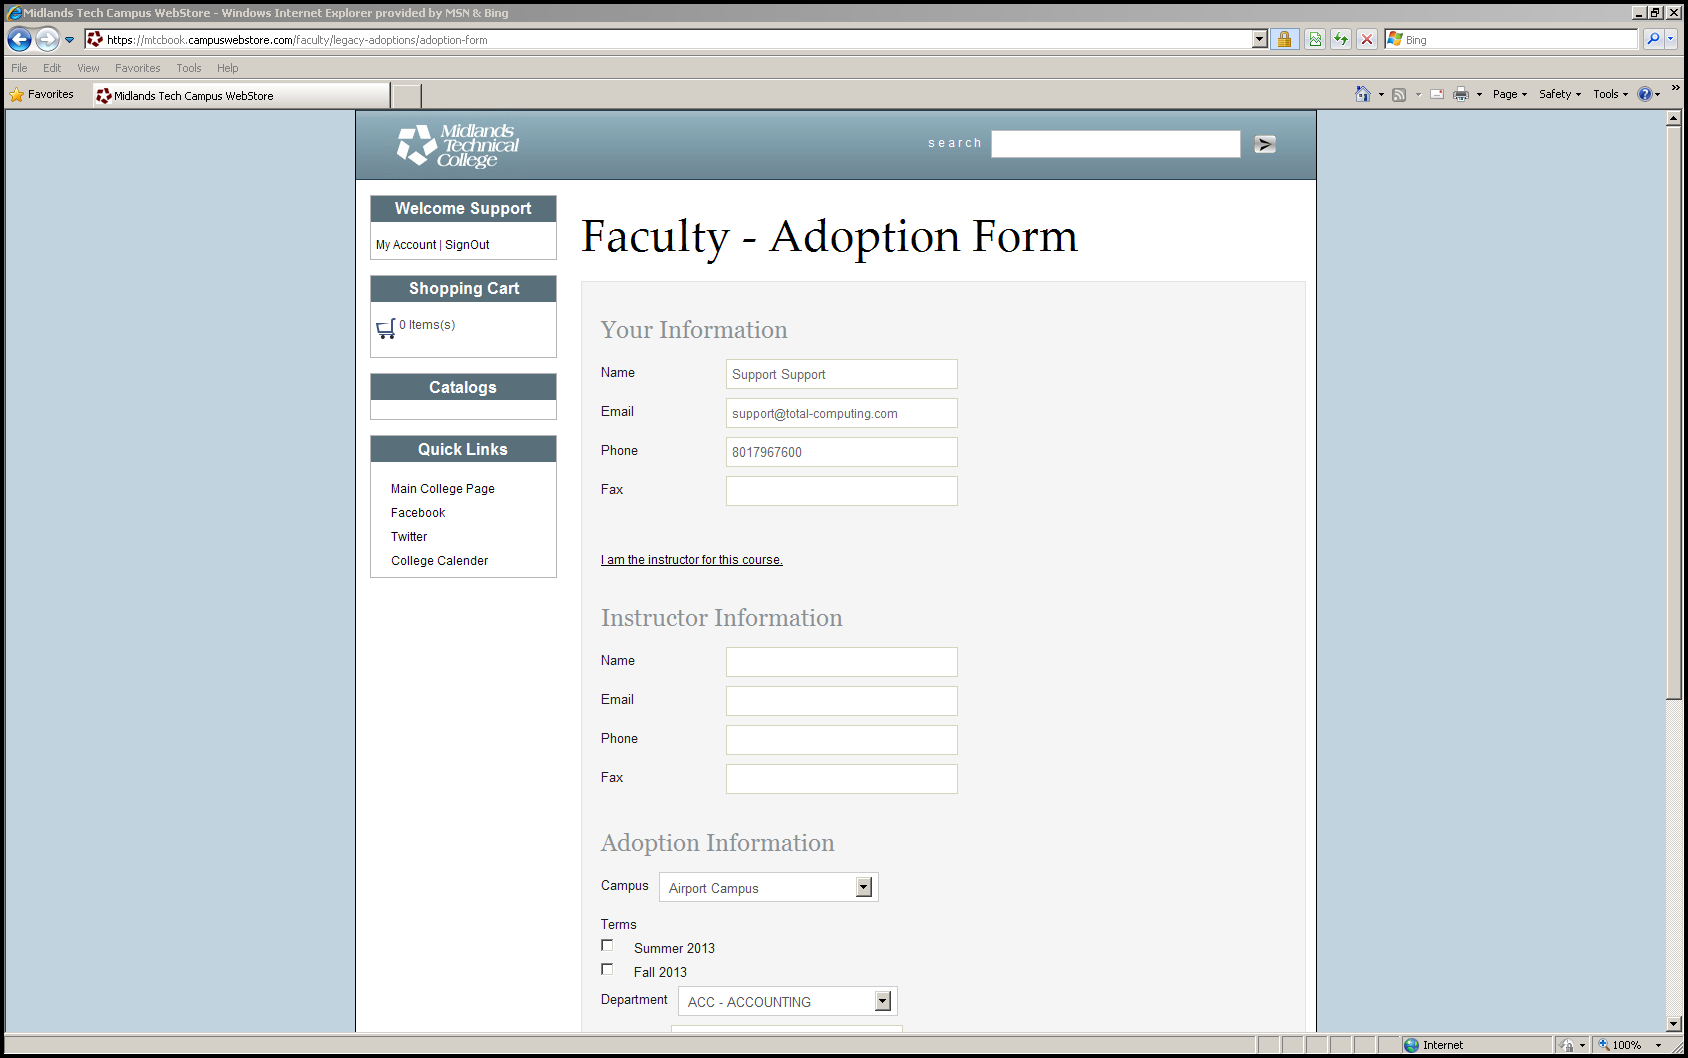 Midlands Tech Campus WebStore - Windows Internet Explorer provided by MSN & Bing
https://mtcbook.campuswebstore.com/faculty/legacy-adoptions/adoption-form
Bing
File Edit View Favorites Tools Help
Favorites
Midlands Tech Campus WebStore
Page Safety Tools
Midlands
Technical
College
search
Welcome Support
My Account | SignOut
Shopping Cart
0 Items(s)
Catalogs
Quick Links
Main College Page
Facebook
Twitter
College Calender
Faculty - Adoption Form
Your Information
Name Support Support
Email support@total-computing.com
Phone 8017967600
Fax
I am the instructor for this course.
Instructor Information
Name
Email
Phone
Fax
Adoption Information
Campus Airport Campus
Terms
Summer 2013
Fall 2013
Department ACC - ACCOUNTING
Internet
100%